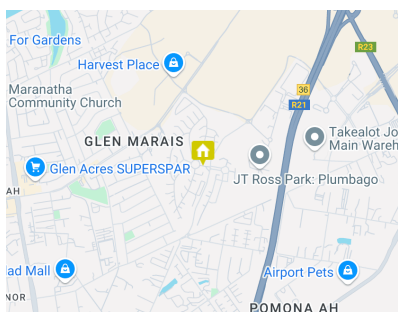 For Gardens
R23
Harvest Place
Maranatha
Community Church
36
R21
Takealot Jo
Main Wareh
GLEN MARAIS
Glen Acres SUPERSPAR
JT Ross Park: Plumbago
AH
ad Mall
Airport Pets
NOR
POMONA AH